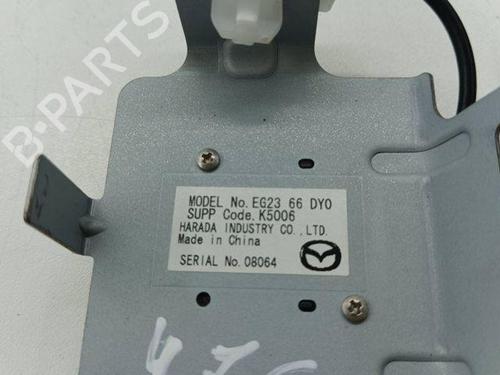 B-PARTS
MODEL No. EG23 66 DY0
SUPP Code. K5006
HARADA INDUSTRY CO., LTD.
Made in China
SERIAL No. 08064